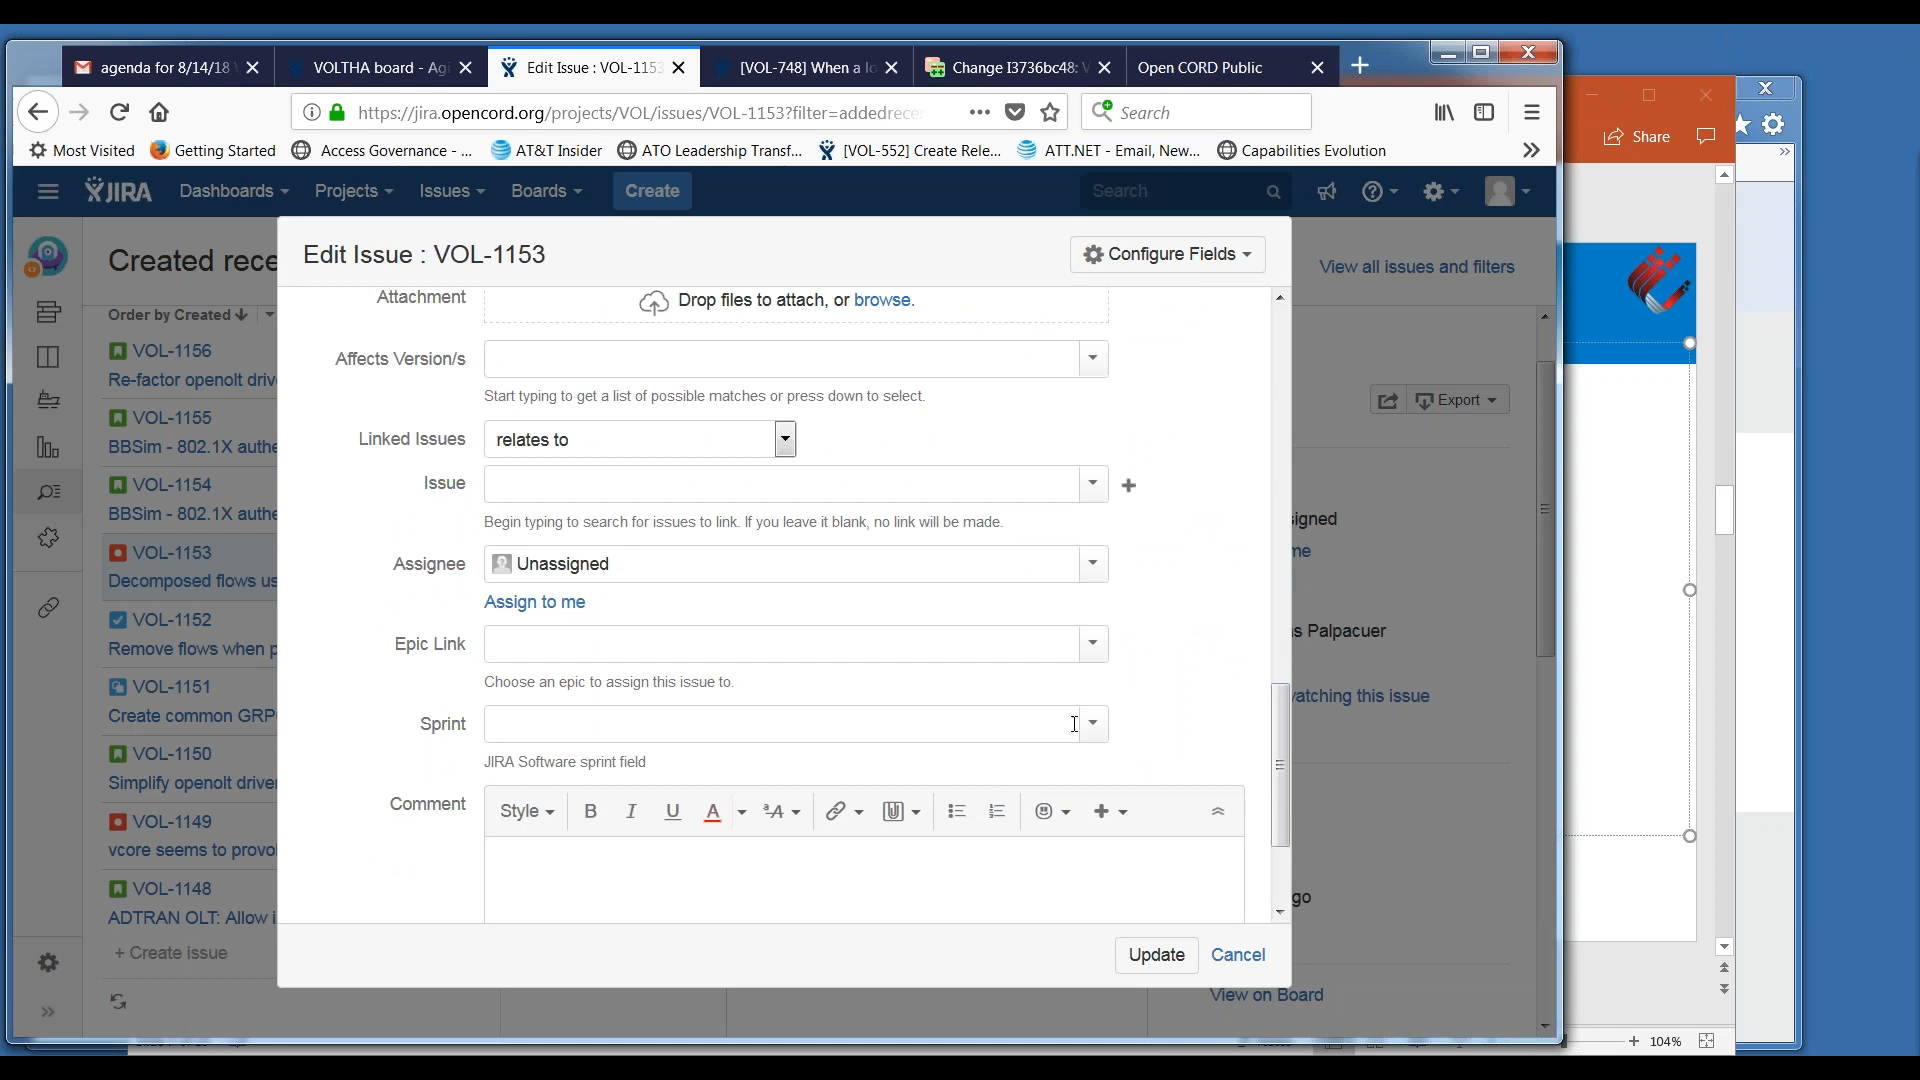 agenda for 8/14/18
VOLTHA board - Agi
Edit Issue : VOL-1153
[VOL-748] When a lo
Change I3736bc48: V
Open CORD Public
https://jira.opencord.org/projects/VOL/issues/VOL-1153?filter=addedrecen
Search
Most Visited
Getting Started
Access Governance - ...
AT&T Insider
ATO Leadership Transf...
[VOL-552] Create Rele...
ATT.NET - Email, New...
Capabilities Evolution
Share
JIRA
Dashboards
Projects
Issues
Boards
Create
Search
Created rece
View all issues and filters
Edit Issue : VOL-1153
Configure Fields
Order by Created
VOL-1156
Re-factor openolt driv
VOL-1155
BBSim - 802.1X authe
VOL-1154
BBSim - 802.1X authe
VOL-1153
Decomposed flows us
VOL-1152
Remove flows when p
VOL-1151
Create common GRP
VOL-1150
Simplify openolt driver
VOL-1149
vcore seems to provo
VOL-1148
ADTRAN OLT: Allow i
+ Create issue
Attachment
Drop files to attach, or browse.
Affects Version/s
Start typing to get a list of possible matches or press down to select.
Linked Issues
relates to
Issue
Begin typing to search for issues to link. If you leave it blank, no link will be made.
Assignee
Unassigned
Assign to me
Epic Link
Choose an epic to assign this issue to.
Sprint
JIRA Software sprint field
Comment
Style
B
I
U
A
Update
Cancel
Export
igned
me
s Palpacuer
vatching this issue
go
View on Board
104%